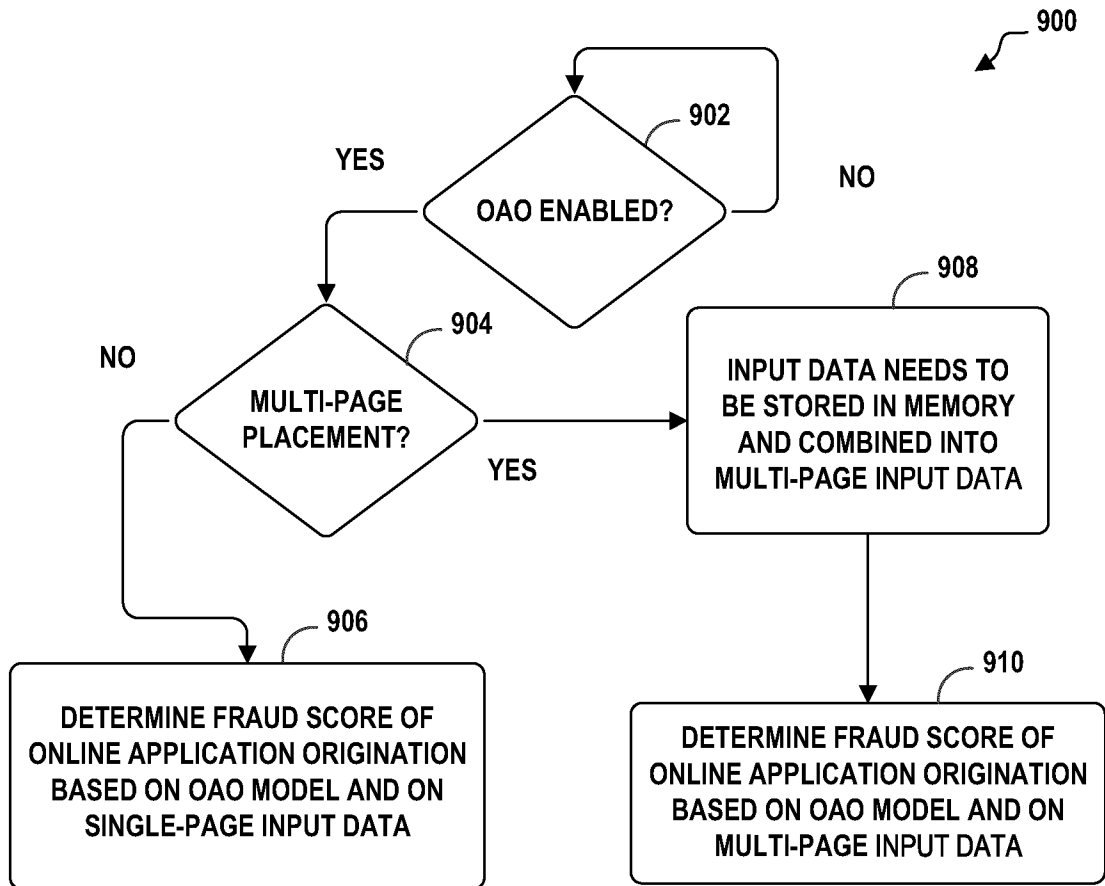 900
902
YES
OAO ENABLED?
NO
908
904
NO
MULTI-PAGE
PLACEMENT?
YES
INPUT DATA NEEDS TO
BE STORED IN MEMORY
AND COMBINED INTO
MULTI-PAGE INPUT DATA
906
DETERMINE FRAUD SCORE OF
ONLINE APPLICATION ORIGINATION
BASED ON OAO MODEL AND ON
SINGLE-PAGE INPUT DATA
910
DETERMINE FRAUD SCORE OF
ONLINE APPLICATION ORIGINATION
BASED ON OAO MODEL AND ON
MULTI-PAGE INPUT DATA